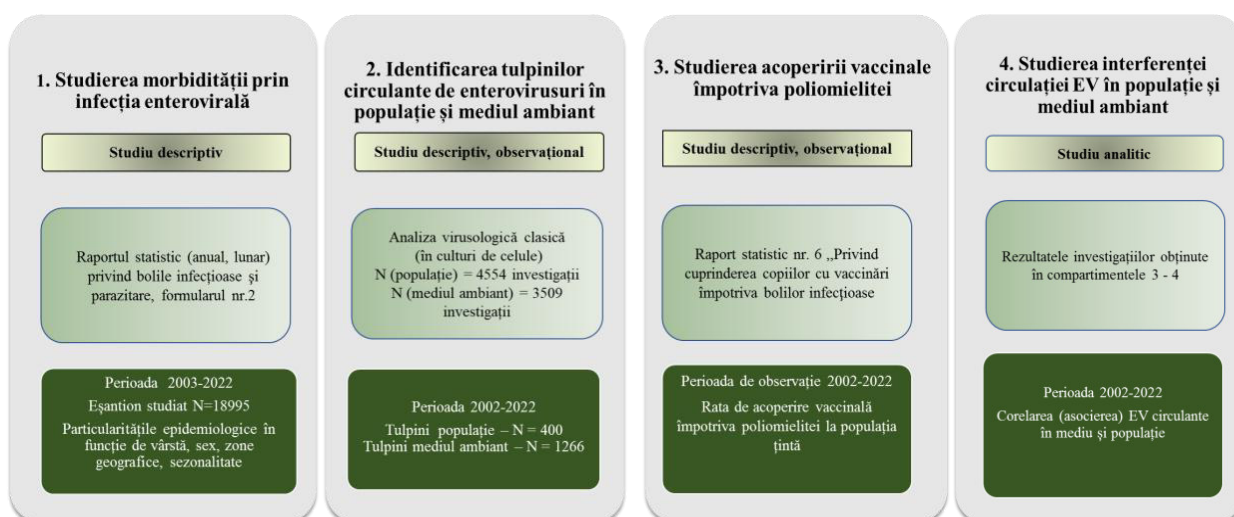 1. Studierea morbidității prin
infecția enterovirală
Studiu descriptiv
Raportul statistic (anual, lunar)
privind bolile infecțioase și
parazitare, formularul nr.2
Perioada 2003-2022
Eșantion studiat N=18995
Particularitățile epidemiologice în
funcție de vârstă, sex, zone
geografice, sezonalitate
2. Identificarea tulpinilor
circulante de enterovirusuri în
populație și mediul ambiant
Studiu descriptiv, observațional
Analiza virusologică clasică
(in culturi de celule)
N (populație) = 4554 investigații
N (mediul ambiant) = 3509
investigații
Perioada 2002-2022
Tulpini populație – N = 400
Tulpini mediul ambiant – N = 1266
3. Studierea acoperirii vaccinale
împotriva poliomielitei
Studiu descriptiv, observațional
Raport statistic nr. 6 ,,Privind
cuprinderea copiilor cu vaccinări
împotriva bolilor infecțioase
Perioada de observație 2002-2022
Rata de acoperire vaccinală
împotriva poliomielitei la populația
țintă
4. Studierea interferenței
circulației EV în populație și
mediul ambiant
Studiu analitic
Rezultatele investigațiilor obținute
în compartimentele 3 - 4
Perioada 2002-2022
Corelarea (asocierea) EV circulante
în mediu și populație